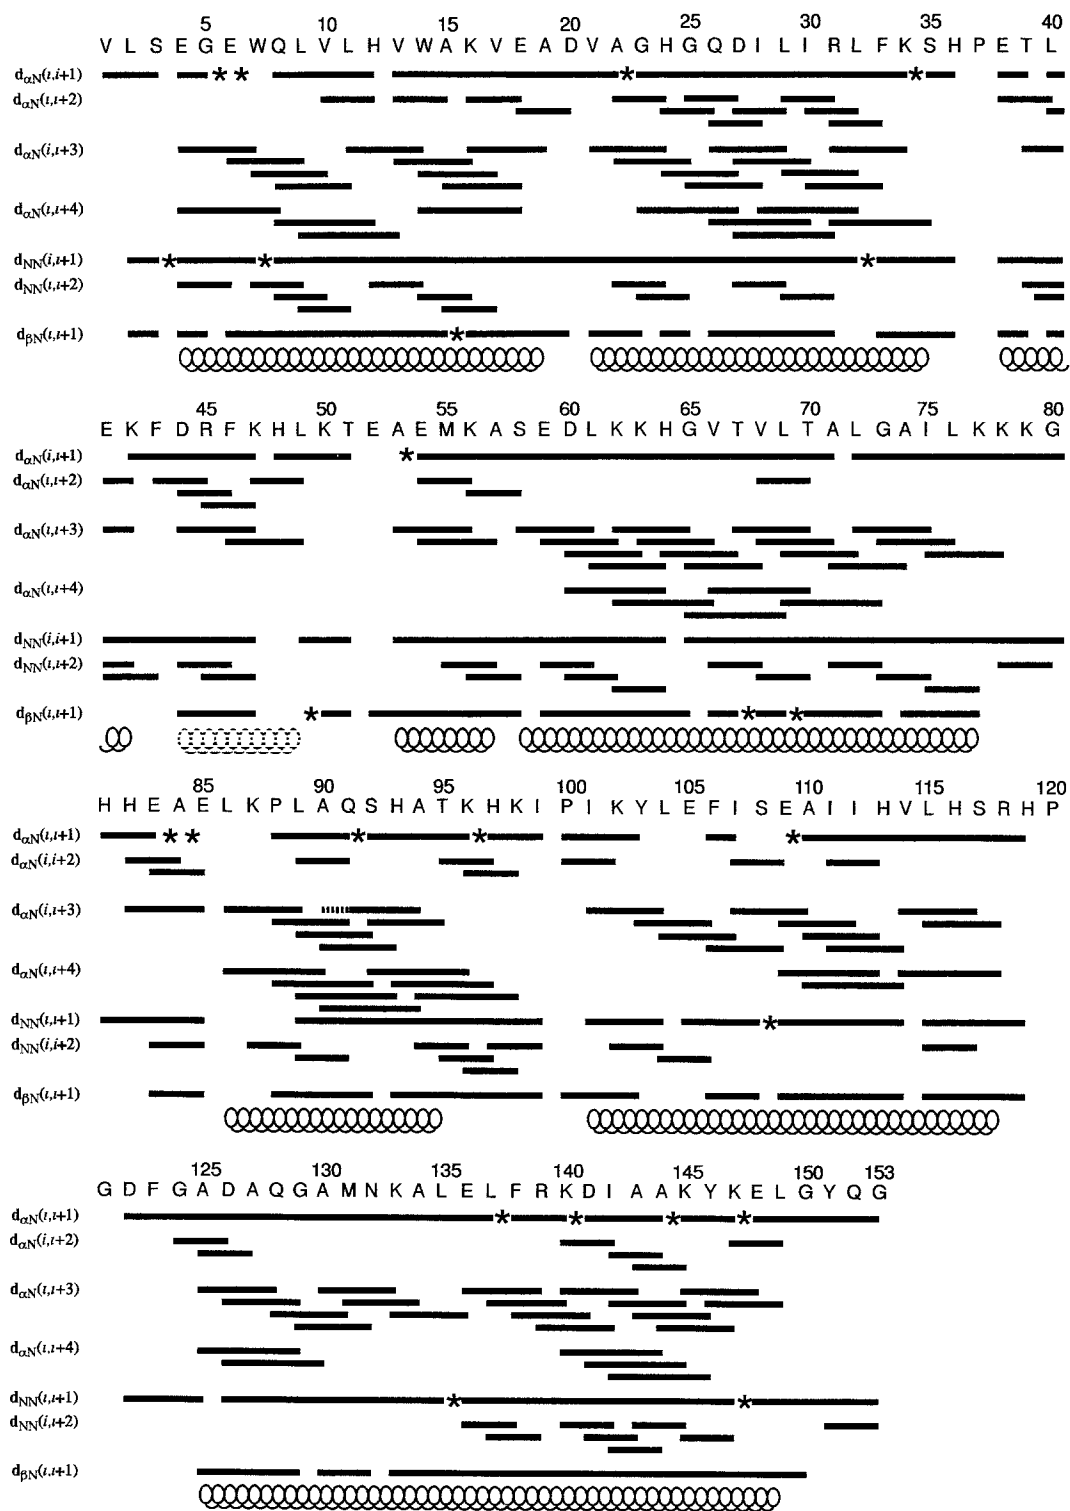 5 10 15 20 25 30 35 40
V L S E G E W Q L V L H V W A K V E A D V A G H G Q D I L I R L F K S H P E T L
dαN(i,i+1) * * * *
dαN(i,i+2)
dαN(i,i+3)
dαN(i,i+4)
dNN(i,i+1) * * *
dNN(i,i+2)
dβN(i,i+1) *
45 50 55 60 65 70 75 80
E K F D R F K H L K T E A E M K A S E D L K K H G V T V L T A L G A I L K K K G
dαN(i,i+1) *
dαN(i,i+2)
dαN(i,i+3)
dαN(i,i+4)
dNN(i,i+1)
dNN(i,i+2)
dβN(i,i+1) * * *
85 90 95 100 105 110 115 120
H H E A E L K P L A Q S H A T K H K I P I K Y L E F I S E A I I H V L H S R H P
dαN(i,i+1) * * * * *
dαN(i,i+2)
dαN(i,i+3)
dαN(i,i+4)
dNN(i,i+1) *
dNN(i,i+2)
dβN(i,i+1)
125 130 135 140 145 150 153
G D F G A D A Q G A M N K A L E L F R K D I A A K Y K E L G Y Q G
dαN(i,i+1) * * * *
dαN(i,i+2)
dαN(i,i+3)
dαN(i,i+4)
dNN(i,i+1) * *
dNN(i,i+2)
dβN(i,i+1)